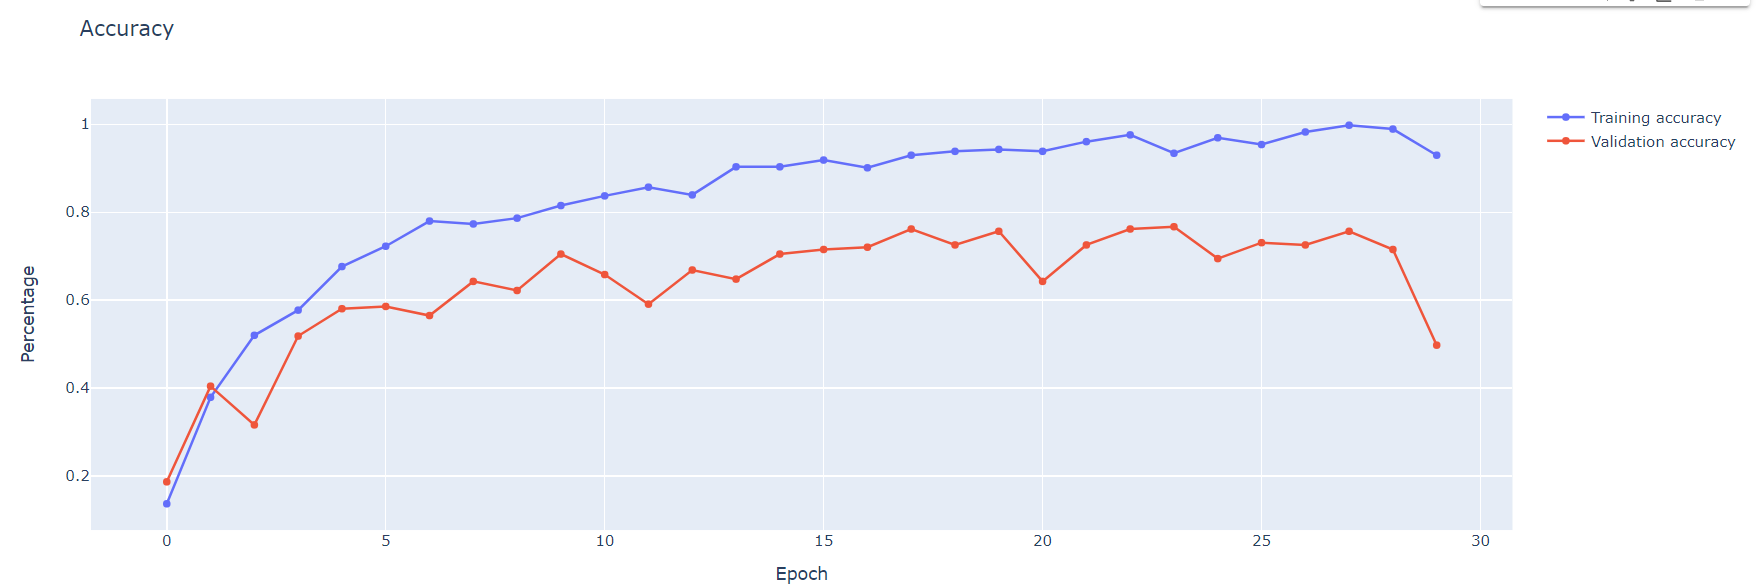 Accuracy
Training accuracy
Validation accuracy
Percentage
1
0.8
0.6
0.4
0.2
0 5 10 15 20 25 30
Epoch